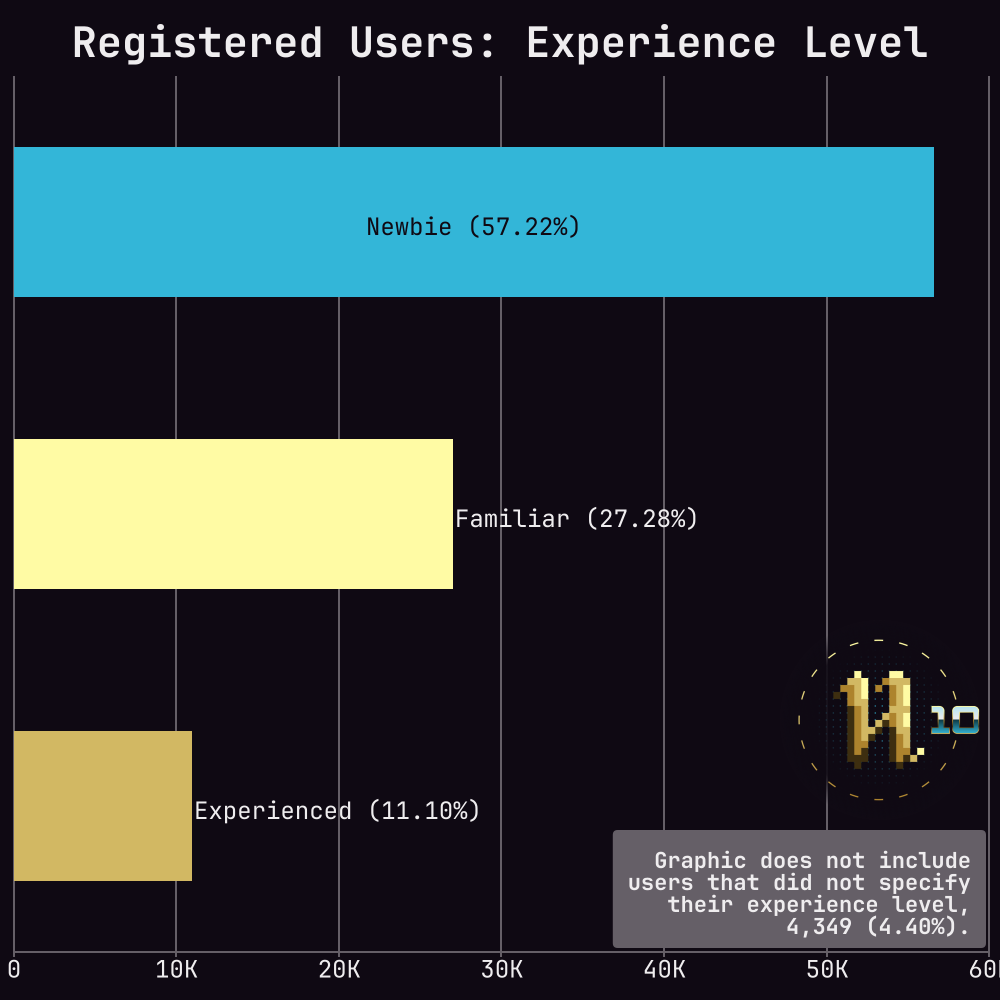 Registered Users: Experience Level
Newbie (57.22%)
Familiar (27.28%)
Experienced (11.10%)
10
Graphic does not include
users that did not specify
their experience level,
4,349 (4.40%).
0 10K 20K 30K 40K 50K 60